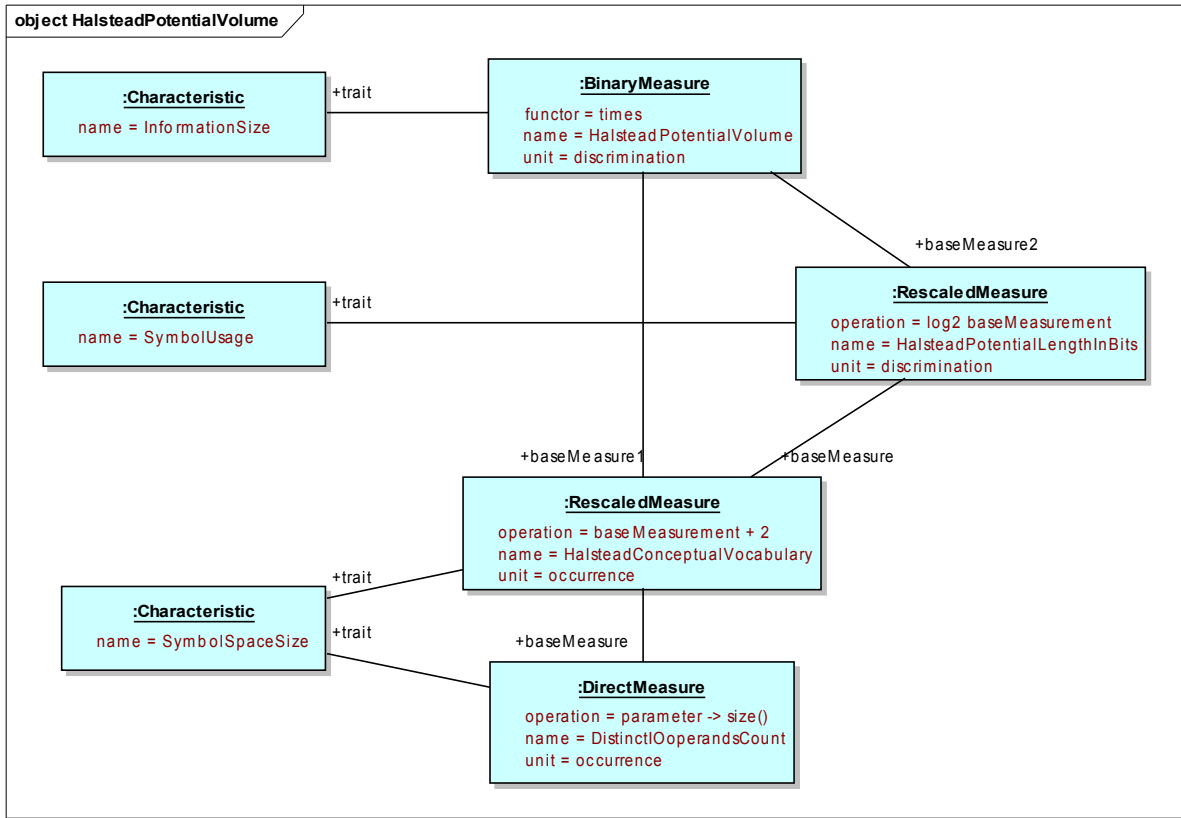 object HalsteadPotentialVolume
:Characteristic
name = InformationSize
+trait
:BinaryMeasure
functor = times
name = HalsteadPotentialVolume
unit = discrimination
+baseMeasure2
:Characteristic
name = SymbolUsage
+trait
:RescaledMeasure
operation = log2 baseMeasurement
name = HalsteadPotentialLengthInBits
unit = discrimination
+baseMeasure1
+baseMeasure
:RescaledMeasure
operation = baseMeasurement + 2
name = HalsteadConceptualVocabulary
unit = occurrence
+trait
:Characteristic
name = SymbolSpaceSize
+trait
+baseMeasure
:DirectMeasure
operation = parameter -> size()
name = DistinctIOoperandsCount
unit = occurrence